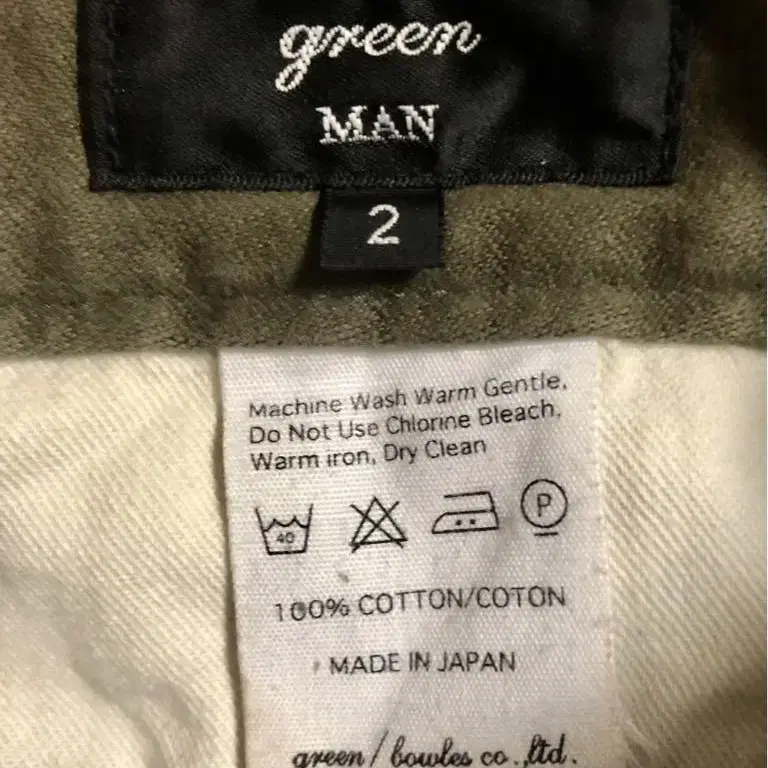 green
MAN
2
Machine Wash Warm Gentle,
Do Not Use Chlorine Bleach,
Warm iron, Dry Clean
40
P
100% COTTON/COTON
MADE IN JAPAN
green / bowles co.,ltd.